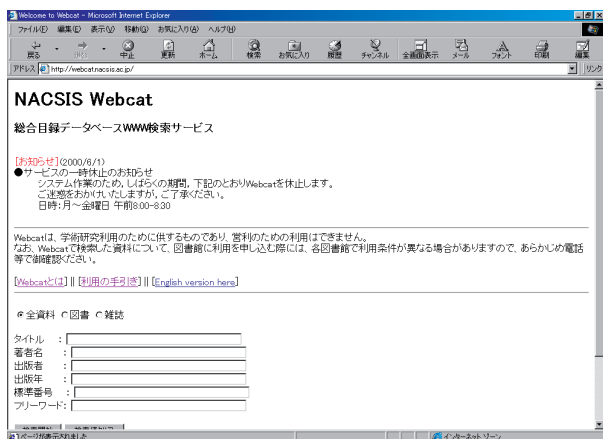 Welcome to Webcat - Microsoft Internet Explorer
ファイル(F) 編集(E) 表示(V) 移動(G) お気に入り(A) ヘルプ(H)
戻る 中止 更新 ホーム 検索 お気に入り 履歴 チャンネル 全画面表示 メール フォント 印刷 編集
アドレス http://webcat.nacsis.ac.jp/ リンク
NACSIS Webcat
総合目録データベースWWW検索サービス
[お知らせ](2000/6/1)
●サービスの一時休止のお知らせ
システム作業のため,しばらくの期間,下記のとおりWebcatを休止します。
ご迷惑をおかけいたしますが,ご了承ください。
日時:月~金曜日 午前8:00-8:30
Webcatは、学術研究利用のために供するものであり、営利のための利用はできません。
なお、Webcatで検索した資料について、図書館に利用を申し込む際には、各図書館で利用条件が異なる場合がありますので、あらかじめ電話
等で御確認ください。
[Webcatとは] || [利用の手引き] || [English version here]
全資料 図書 雑誌
タイトル :
著者名 :
出版者 :
出版年 :
標準番号 :
フリーワード:
ページが表示されました インターネット ゾーン